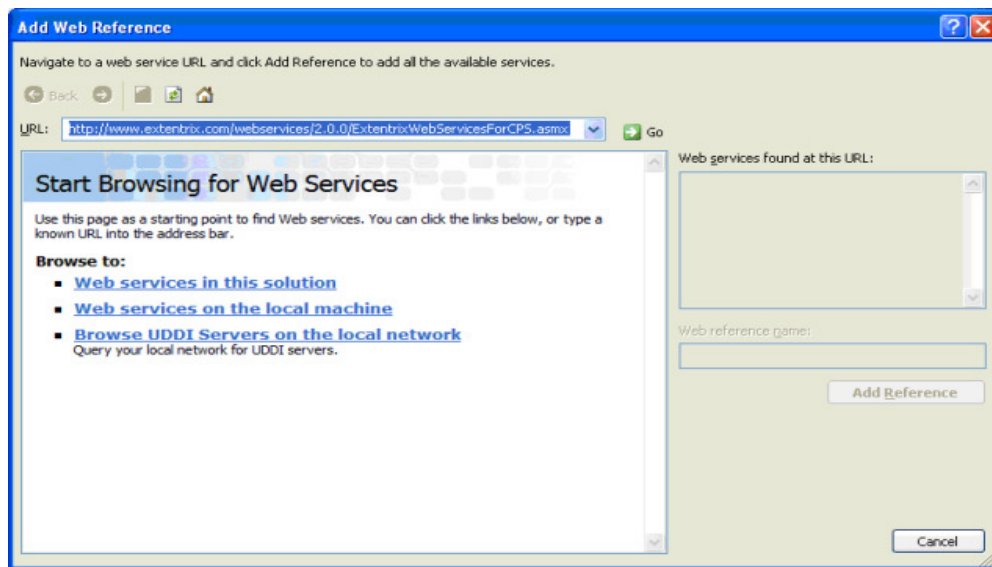 Add Web Reference
Navigate to a web service URL and click Add Reference to add all the available services.
Back
URL: http://www.extentrix.com/webservices/2.0.0/ExtentrixWebServicesForCPS.asmx Go
Start Browsing for Web Services
Use this page as a starting point to find Web services. You can click the links below, or type a
known URL into the address bar.
Browse to:
Web services in this solution
Web services on the local machine
Browse UDDI Servers on the local network
Query your local network for UDDI servers.
Web services found at this URL:
Web reference name:
Add Reference
Cancel